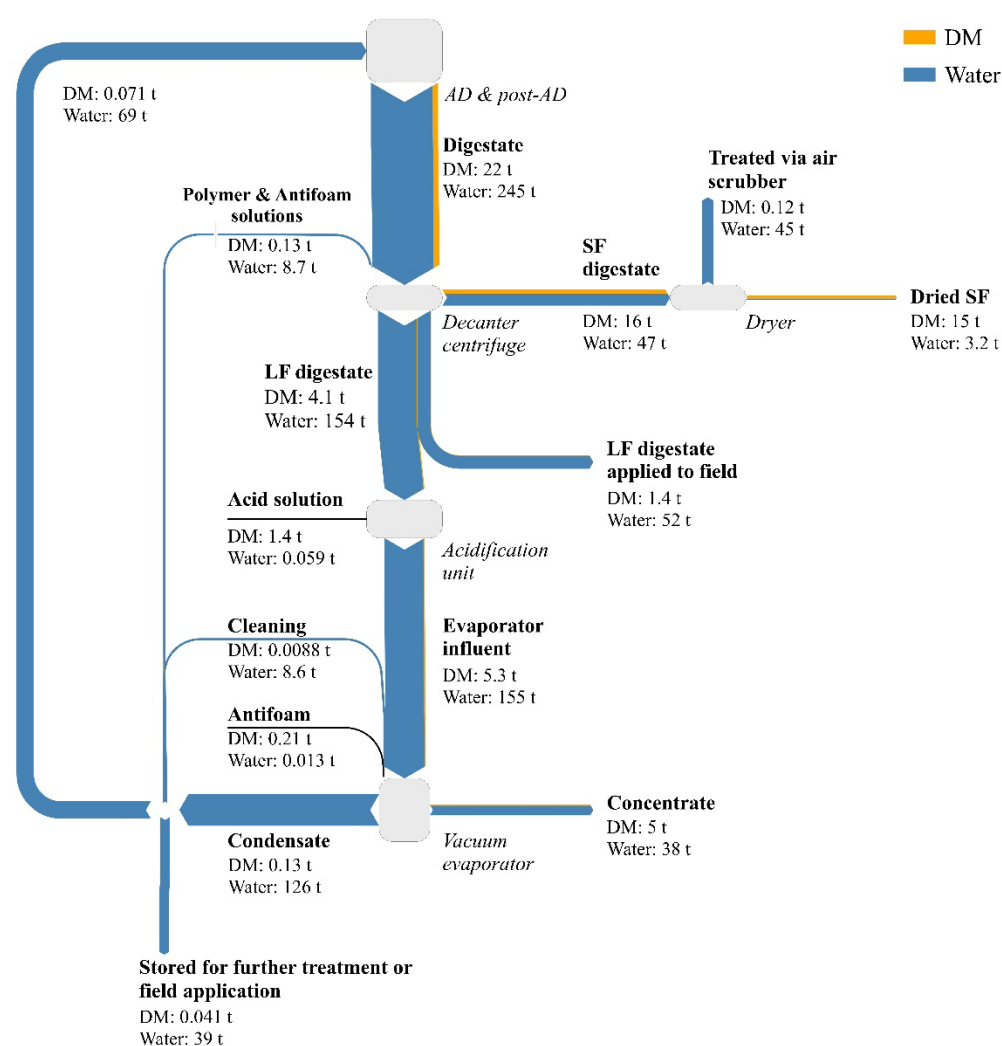 DM
Water
DM: 0.071 t
Water: 69 t
AD & post-AD
Digestate
DM: 22 t
Water: 245 t
Treated via air
scrubber
DM: 0.12 t
Water: 45 t
Polymer & Antifoam
solutions
DM: 0.13 t
Water: 8.7 t
SF
digestate
DM: 16 t
Water: 47 t
Decanter
centrifuge
Dryer
Dried SF
DM: 15 t
Water: 3.2 t
LF digestate
DM: 4.1 t
Water: 154 t
LF digestate
applied to field
DM: 1.4 t
Water: 52 t
Acid solution
DM: 1.4 t
Water: 0.059 t
Acidification
unit
Cleaning
DM: 0.0088 t
Water: 8.6 t
Evaporator
influent
DM: 5.3 t
Water: 155 t
Antifoam
DM: 0.21 t
Water: 0.013 t
Concentrate
DM: 5 t
Water: 38 t
Condensate
DM: 0.13 t
Water: 126 t
Vacuum
evaporator
Stored for further treatment or
field application
DM: 0.041 t
Water: 39 t